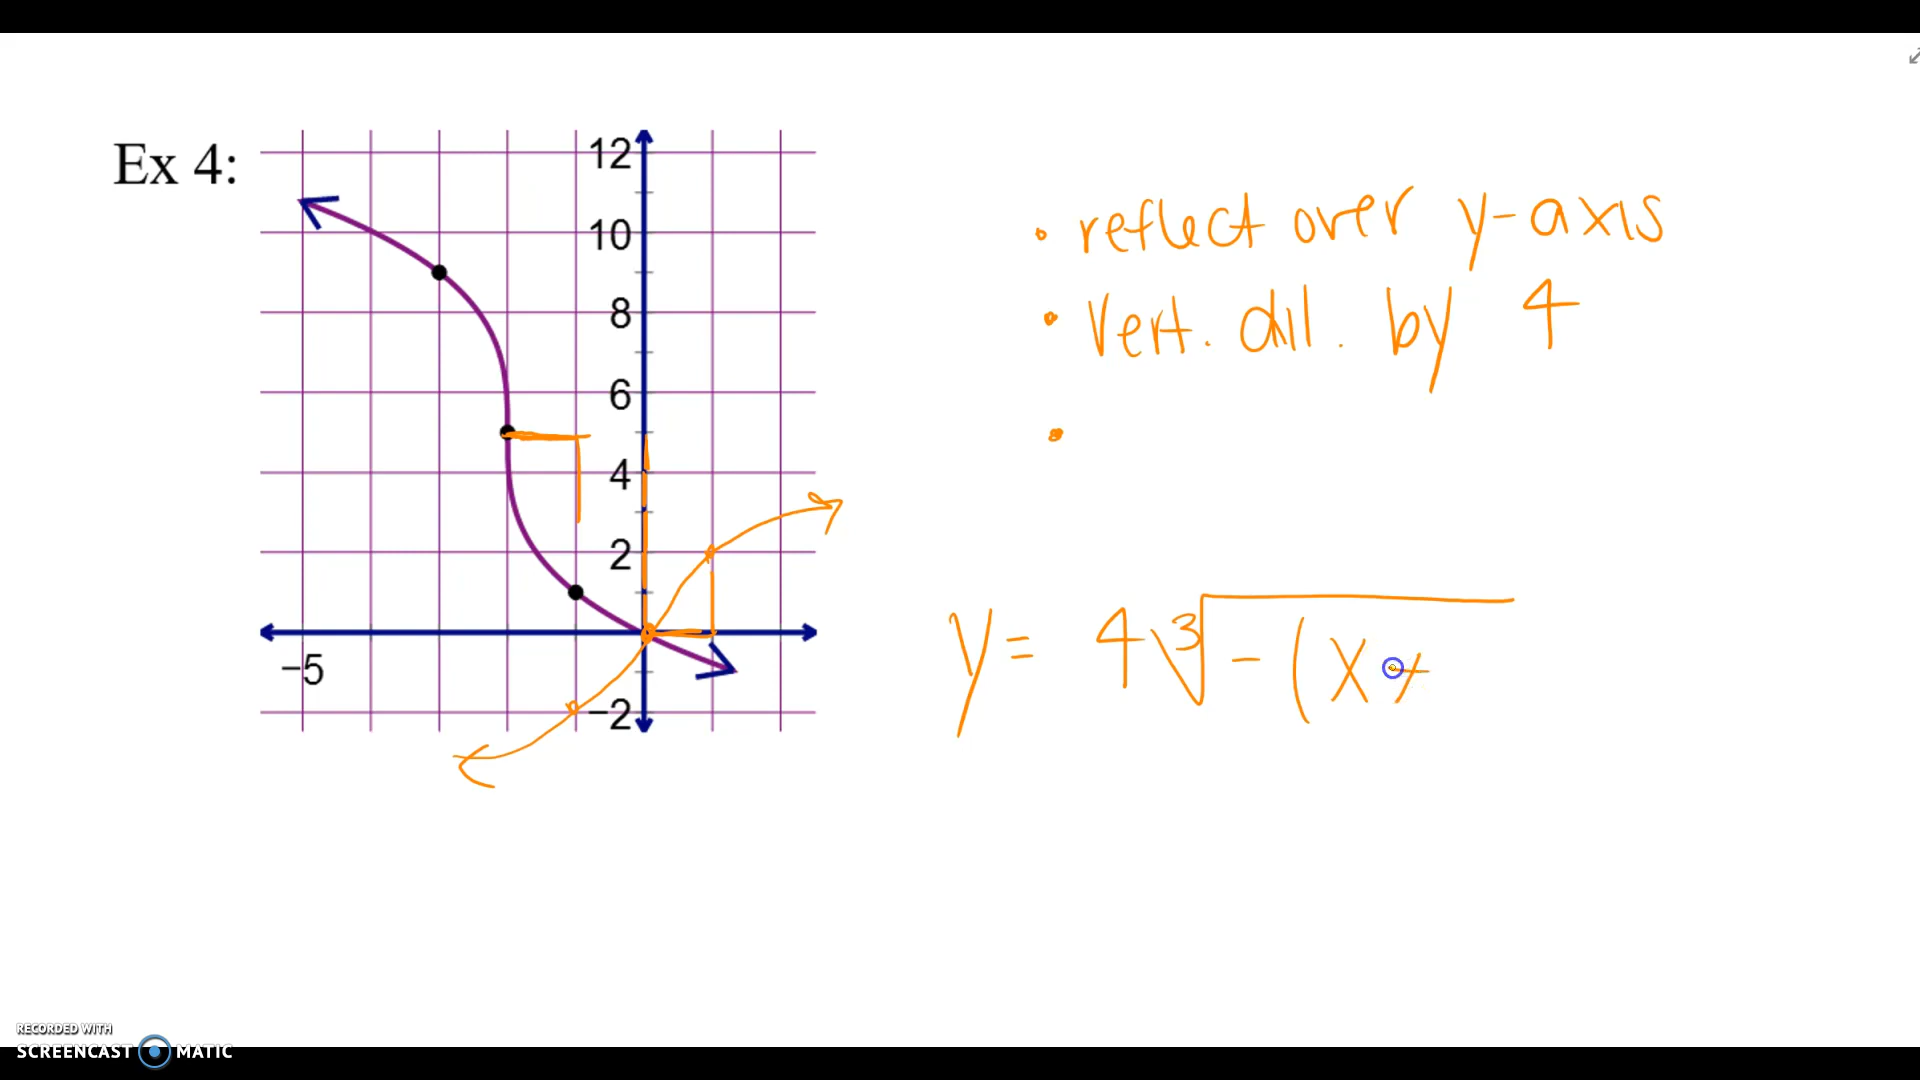 Ex 4:
12
10
8
6
4
2
-5
-2
• reflect over y-axis
• Vert. dil. by 4
•
y = 4∛-(x +
RECORDED WITH
SCREENCAST MATIC